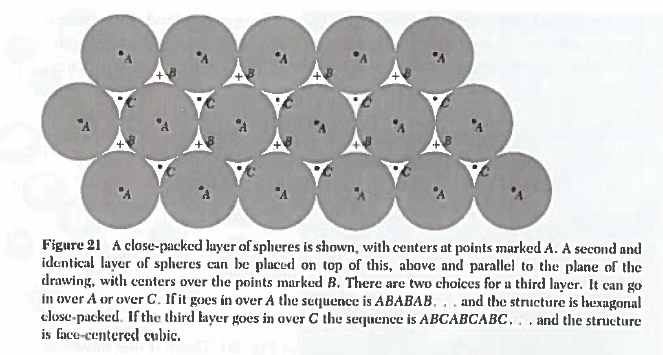 A A A A A
+ B + B + B + B
C C C C C
A A A A A A
+ B + B + B + B + B
C C C C C
A A A A A A
Figure 21 A close-packed layer of spheres is shown, with centers at points marked A. A second and
identical layer of spheres can be placed on top of this, above and parallel to the plane of the
drawing, with centers over the points marked B. There are two choices for a third layer. It can go
in over A or over C. If it goes in over A the sequence is ABABAB. . . and the structure is hexagonal
close-packed. If the third layer goes in over C the sequence is ABCABCABC. . . and the structure
is face-centered cubic.